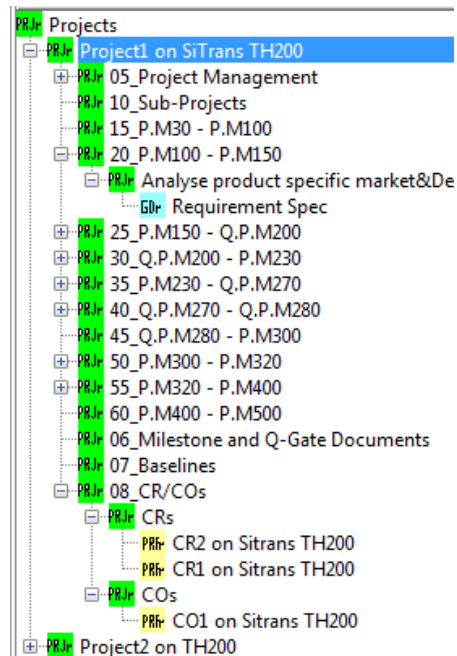 PRJr Projects
PRJr Project1 on SiTrans TH200
PRJr 05_Project Management
PRJr 10_Sub-Projects
PRJr 15_P.M30 - P.M100
PRJr 20_P.M100 - P.M150
PRJr Analyse product specific market&De
GDr Requirement Spec
PRJr 25_P.M150 - Q.P.M200
PRJr 30_Q.P.M200 - P.M230
PRJr 35_P.M230 - Q.P.M270
PRJr 40_Q.P.M270 - Q.P.M280
PRJr 45_Q.P.M280 - P.M300
PRJr 50_P.M300 - P.M320
PRJr 55_P.M320 - P.M400
PRJr 60_P.M400 - P.M500
PRJr 06_Milestone and Q-Gate Documents
PRJr 07_Baselines
PRJr 08_CR/COs
PRJr CRs
PRFr CR2 on Sitrans TH200
PRFr CR1 on Sitrans TH200
PRJr COs
PRFr CO1 on Sitrans TH200
PRJr Project2 on TH200